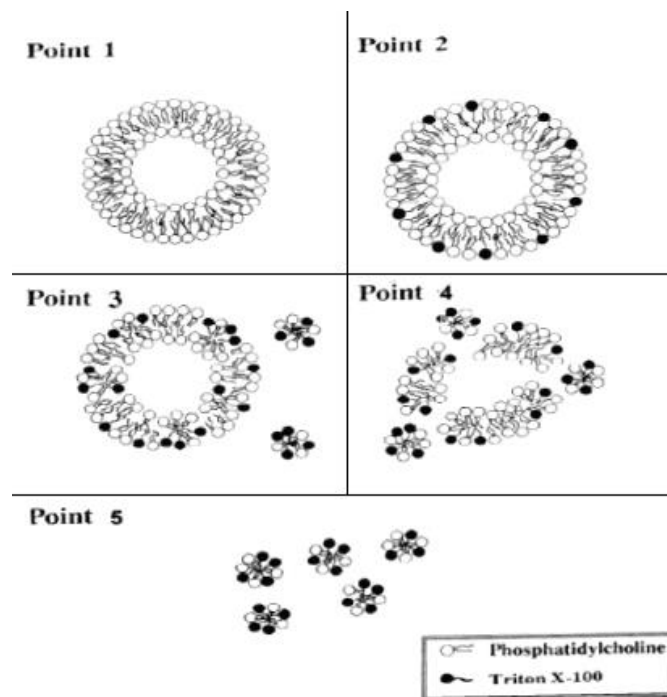 Point 1
Point 2
Point 3
Point 4
Point 5
Phosphatidylcholine
Triton X-100